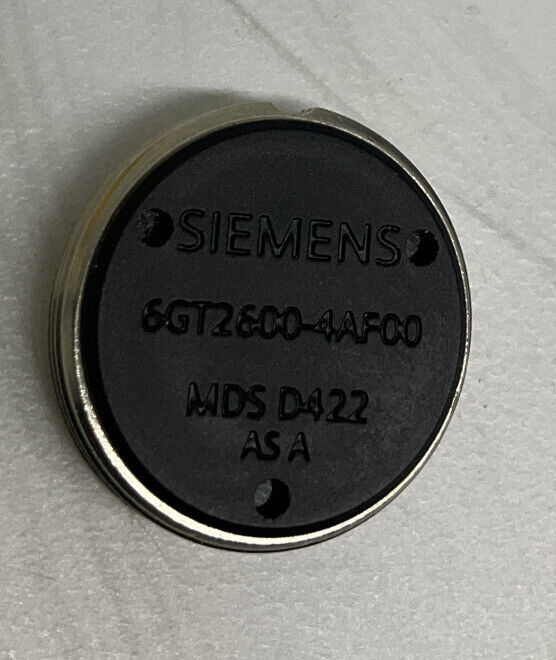 SIEMENS
6GT2600-4AF00
MDS D422
AS A